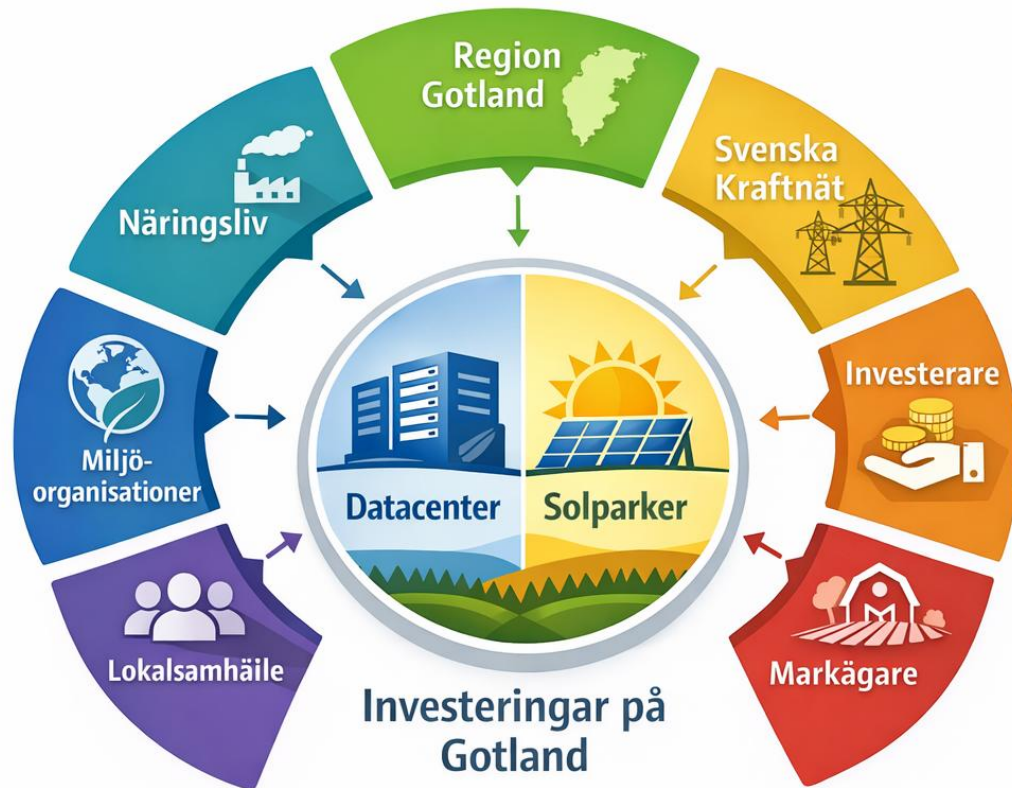 Region
Gotland
Svenska
Kraftnät
Näringsliv
Investerare
Miljö-
organisationer
Datacenter
Solparker
Lokalsamhäile
Markägare
Investeringar på
Gotland